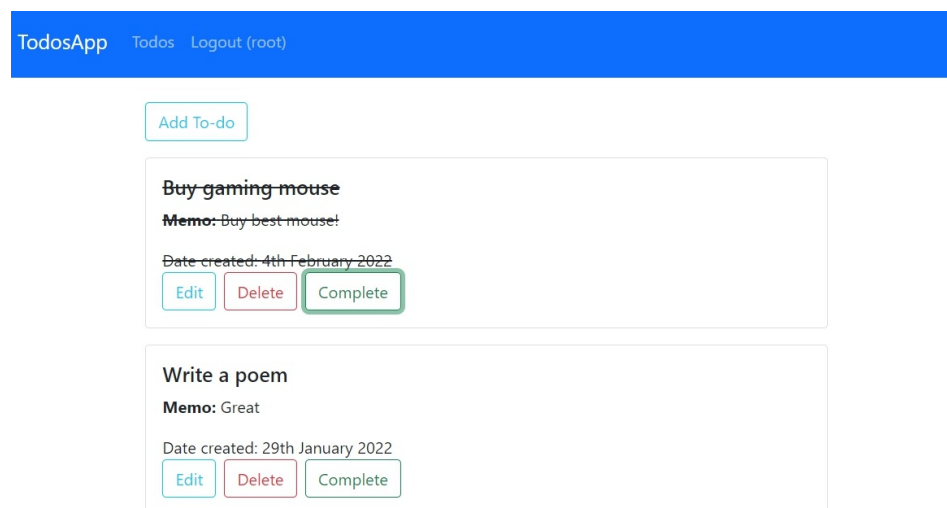 TodosApp Todos Logout (root)
Add To-do
Buy gaming mouse
Memo: Buy best mouse!
Date created: 4th February 2022
Edit Delete Complete
Write a poem
Memo: Great
Date created: 29th January 2022
Edit Delete Complete